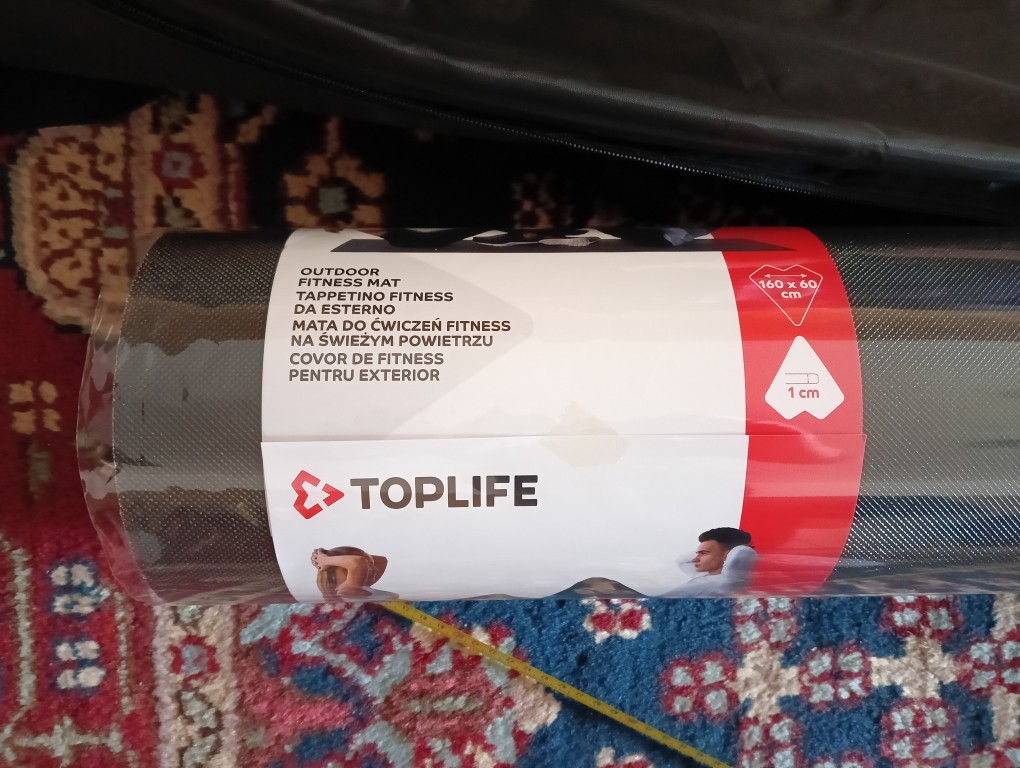 OUTDOOR
FITNESS MAT
TAPPETINO FITNESS
DA ESTERNO
MATA DO ĆWICZEŃ FITNESS
NA ŚWIEŻYM POWIETRZU
COVOR DE FITNESS
PENTRU EXTERIOR
160 x 60
cm
1 cm
TOPLIFE